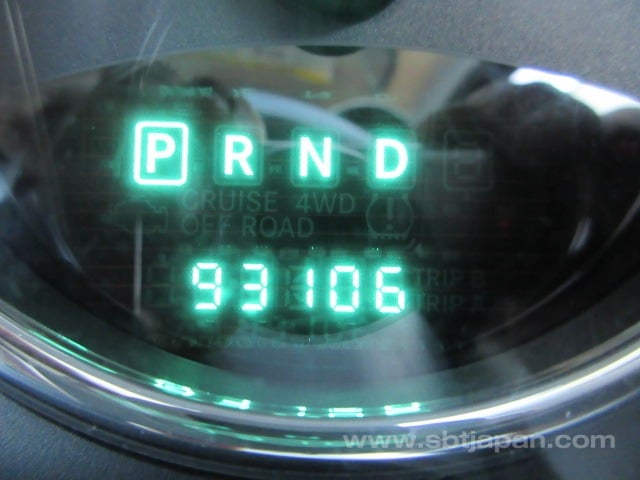 P R N D
CRUISE 4WD
OFF ROAD
93106
TRIP B
TRIP A
www.sbtjapan.com